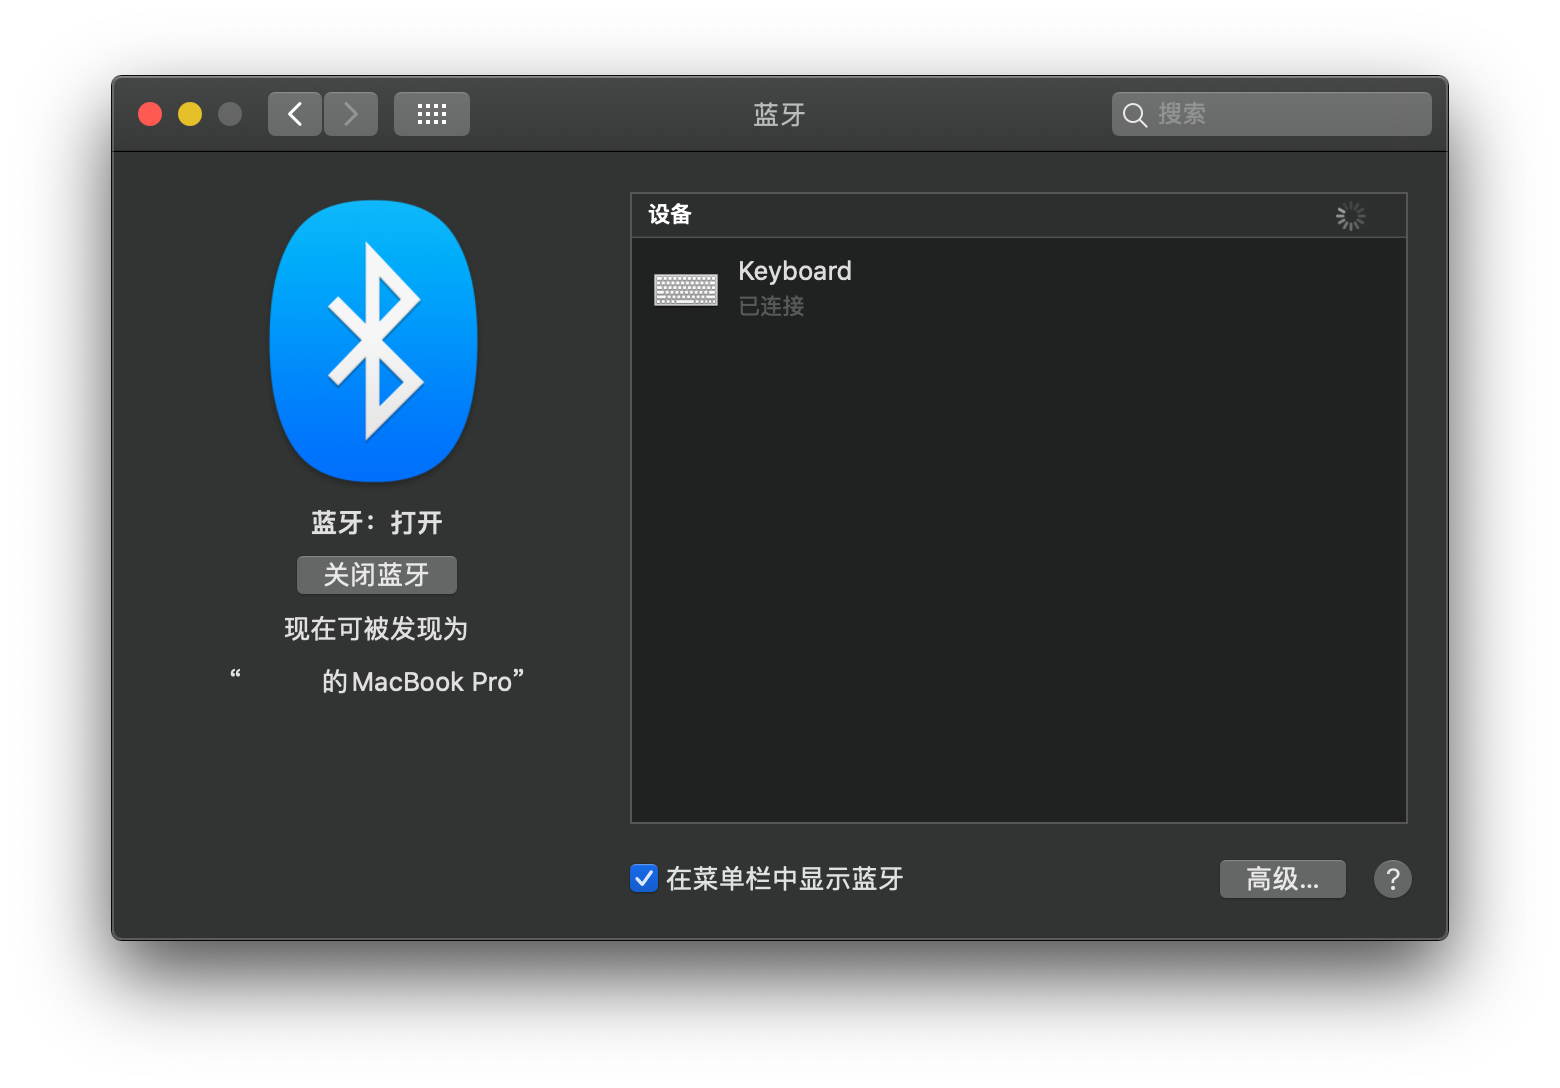 蓝牙
搜索
设备
Keyboard
已连接
蓝牙：打开
关闭蓝牙
现在可被发现为
“ 的MacBook Pro”
在菜单栏中显示蓝牙
高级...
?